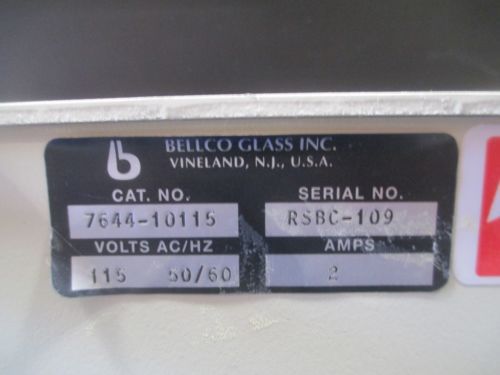 b BELLCO GLASS INC.
VINELAND, N.J., U.S.A.
CAT. NO. SERIAL NO.
7644-10115 RSBC-109
VOLTS AC/HZ AMPS
115 50/60 2